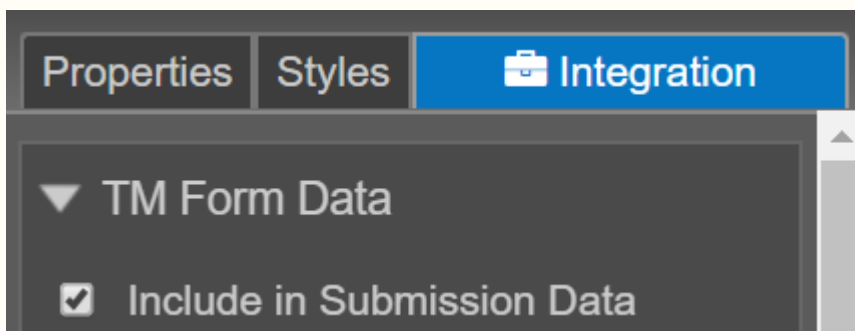 Properties Styles Integration
TM Form Data
Include in Submission Data